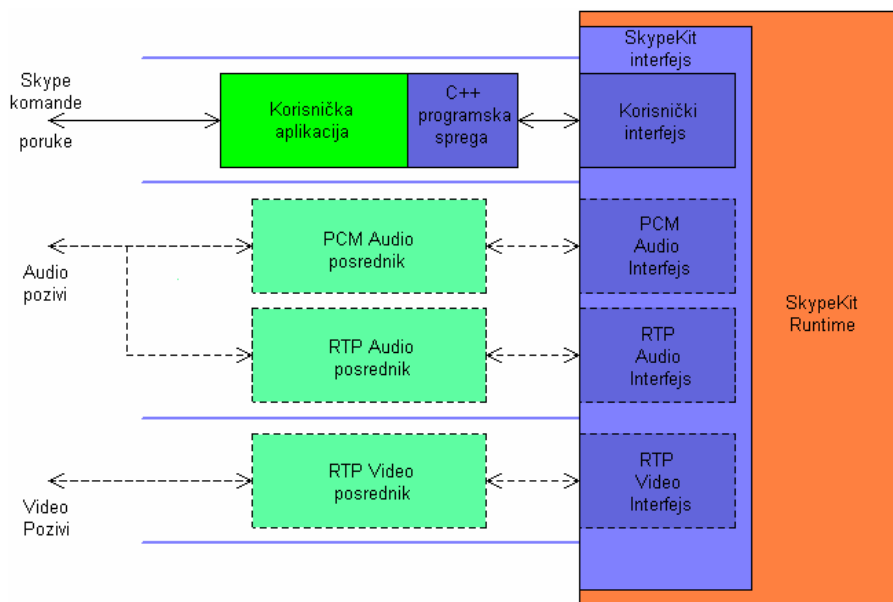 SkypeKit
interfejs
Skype
komande
poruke
Korisnička
aplikacija
C++
programska
sprega
Korisnički
interfejs
Audio
pozivi
PCM Audio
posrednik
PCM
Audio
Interfejs
SkypeKit
Runtime
RTP Audio
posrednik
RTP
Audio
Interfejs
Video
Pozivi
RTP Video
posrednik
RTP
Video
Interfejs